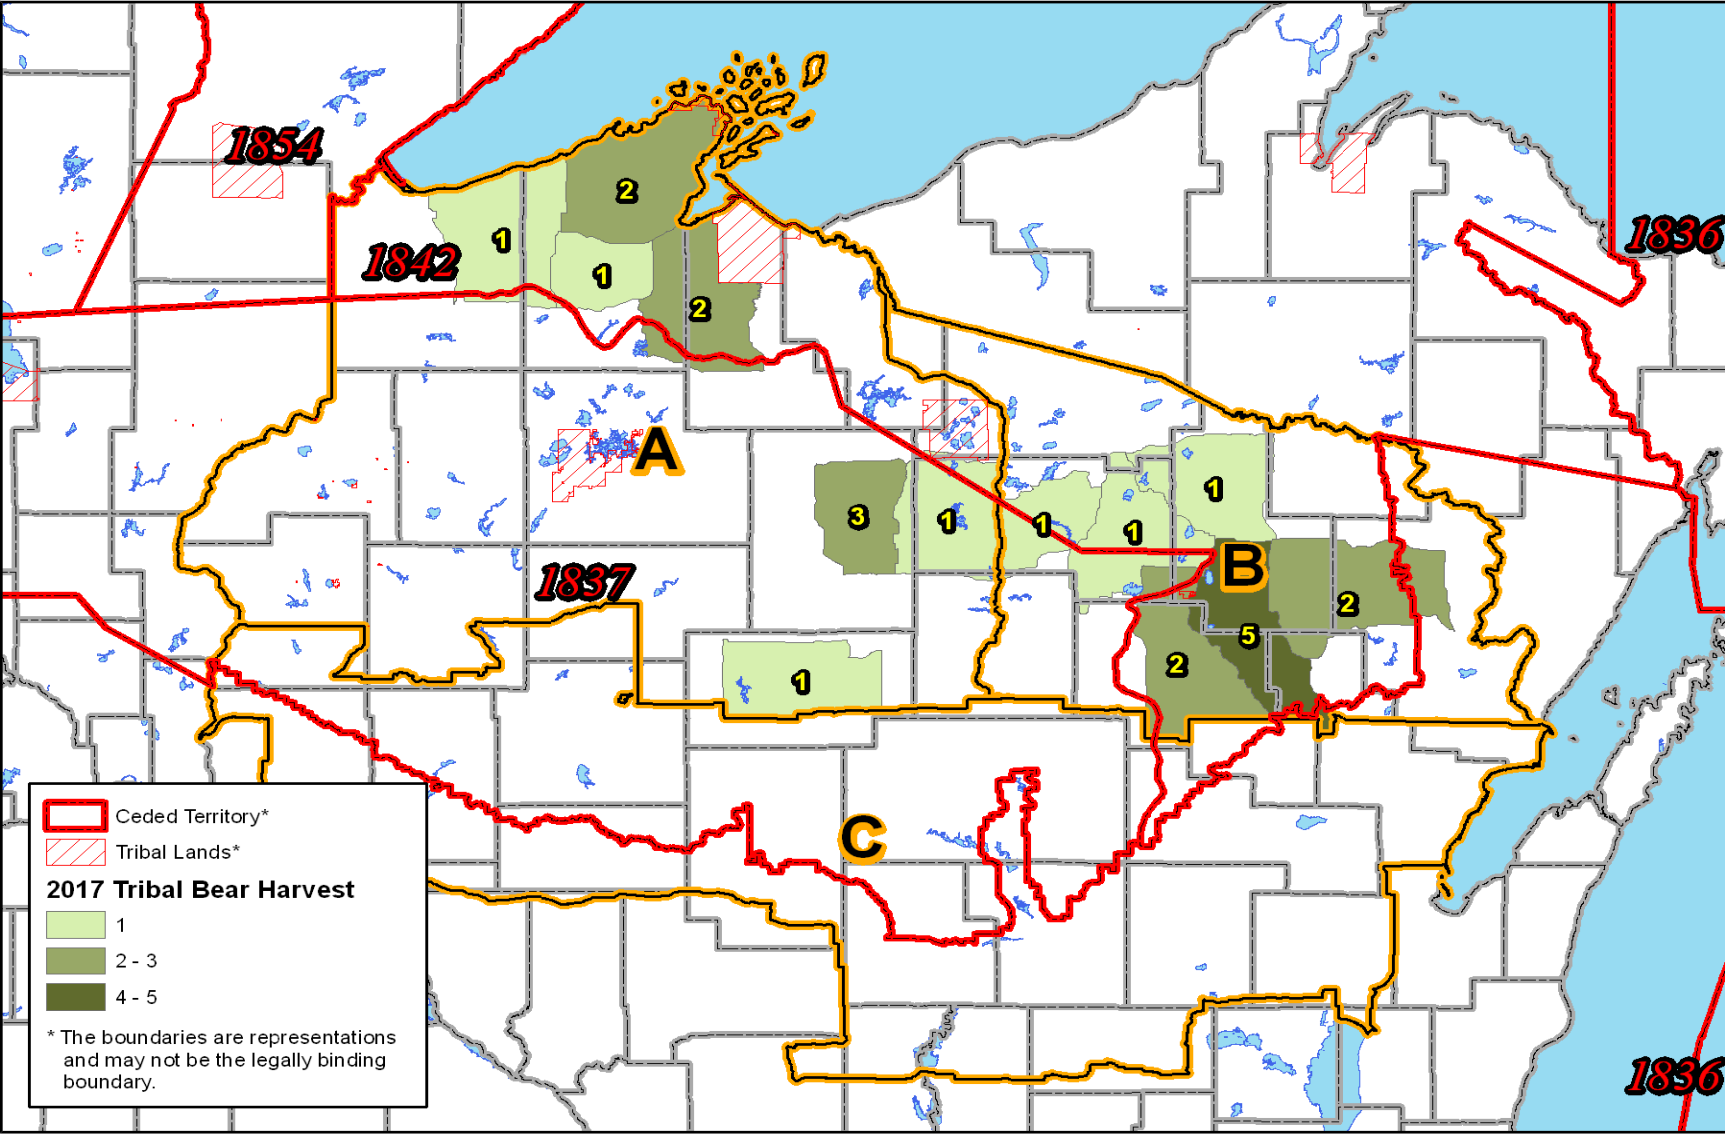 1854
2
1836
1
1842
1
2
A
3
1
1
1
1
B
1837
2
5
2
1
C
Ceded Territory*
Tribal Lands*
2017 Tribal Bear Harvest
1
2 - 3
4 - 5
* The boundaries are representations
and may not be the legally binding
boundary.
1836